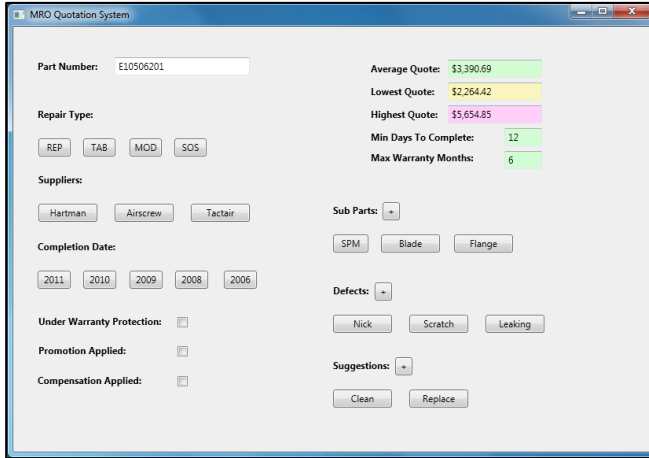 MRO Quotation System
Part Number: E10506201
Average Quote: $3,390.69
Lowest Quote: $2,264.42
Highest Quote: $5,654.85
Min Days To Complete: 12
Max Warranty Months: 6
Repair Type:
REP TAB MOD SOS
Suppliers:
Hartman Airscrew Tactair
Completion Date:
2011 2010 2009 2008 2006
Under Warranty Protection:
Promotion Applied:
Compensation Applied:
Sub Parts: +
SPM Blade Flange
Defects: +
Nick Scratch Leaking
Suggestions: +
Clean Replace